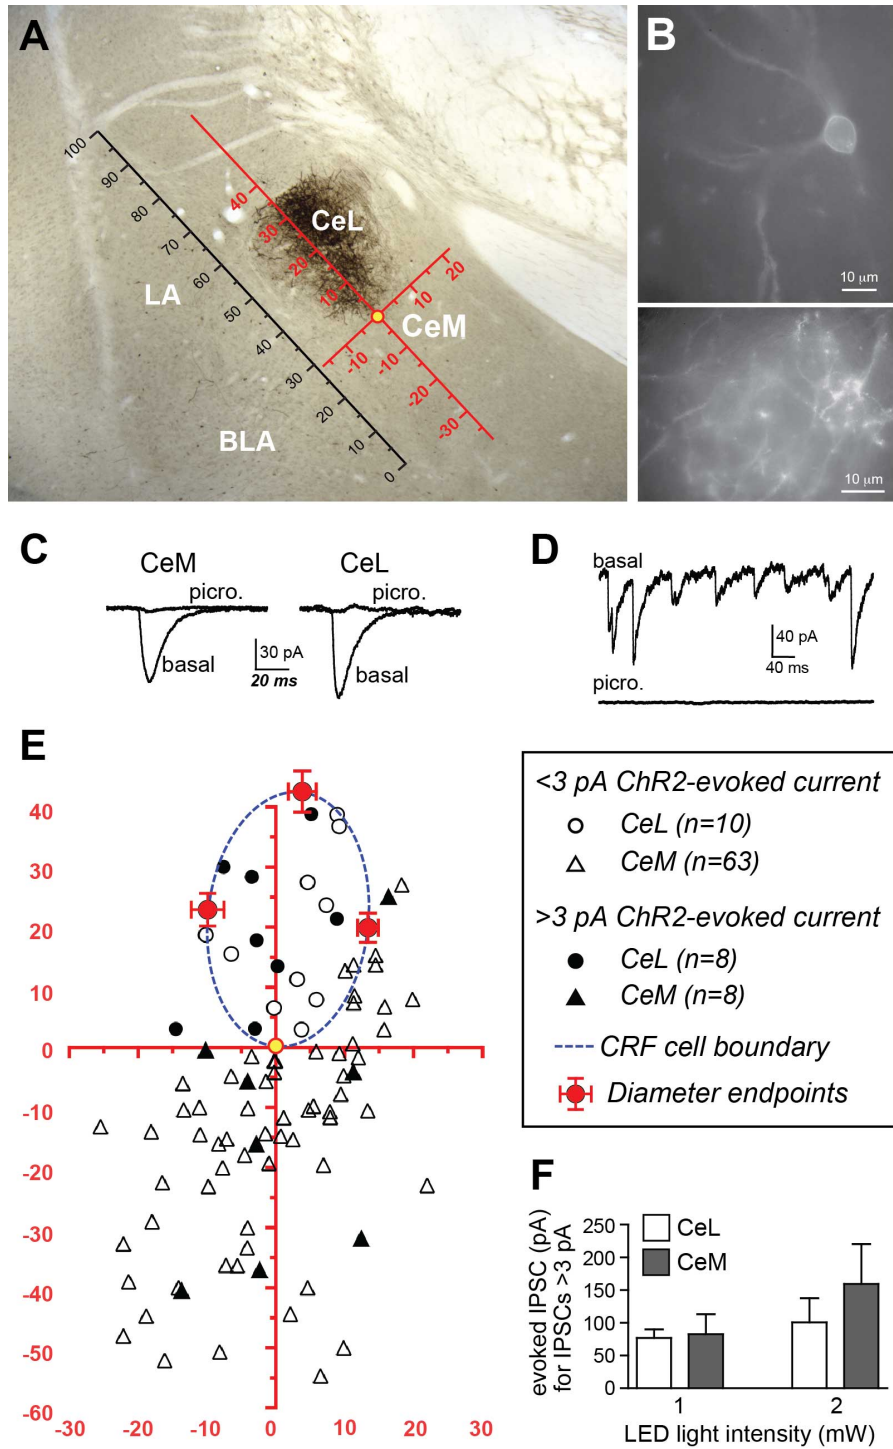 A
100
90
80
70
60
50
40
30
20
10
0
40
30
20
10
-10
-20
-30
20
10
-10
CeL
CeM
LA
BLA
B
10 μm
10 μm
C
CeM
picro.
basal
30 pA
20 ms
CeL
picro.
basal
D
basal
40 pA
40 ms
picro.
E
40
30
20
10
0
-10
-20
-30
-40
-50
-60
-30
-20
-10
0
10
20
30
<3 pA ChR2-evoked current
CeL (n=10)
CeM (n=63)
>3 pA ChR2-evoked current
CeL (n=8)
CeM (n=8)
CRF cell boundary
Diameter endpoints
F
evoked IPSC (pA)
for IPSCs >3 pA
250
200
150
100
50
0
CeL
CeM
1
2
LED light intensity (mW)